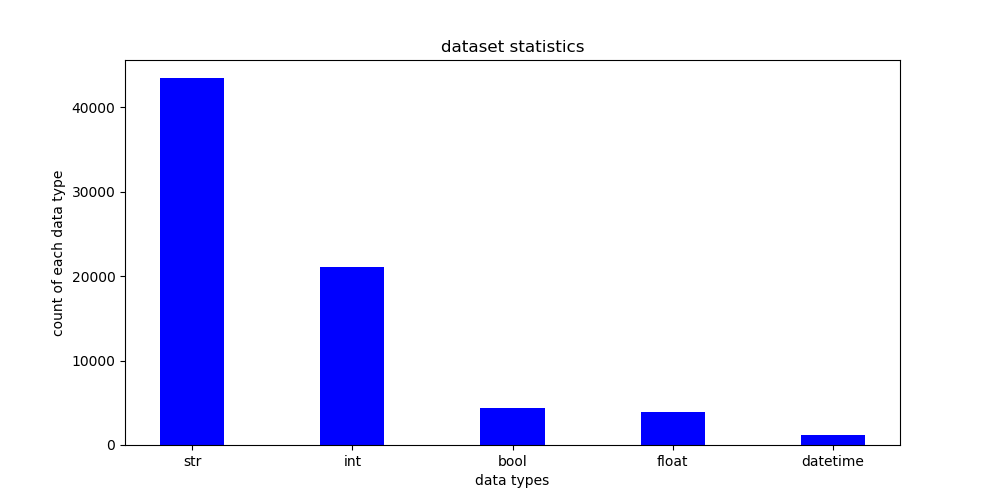 dataset statistics
count of each data type
40000
30000
20000
10000
0
str int bool float datetime
data types